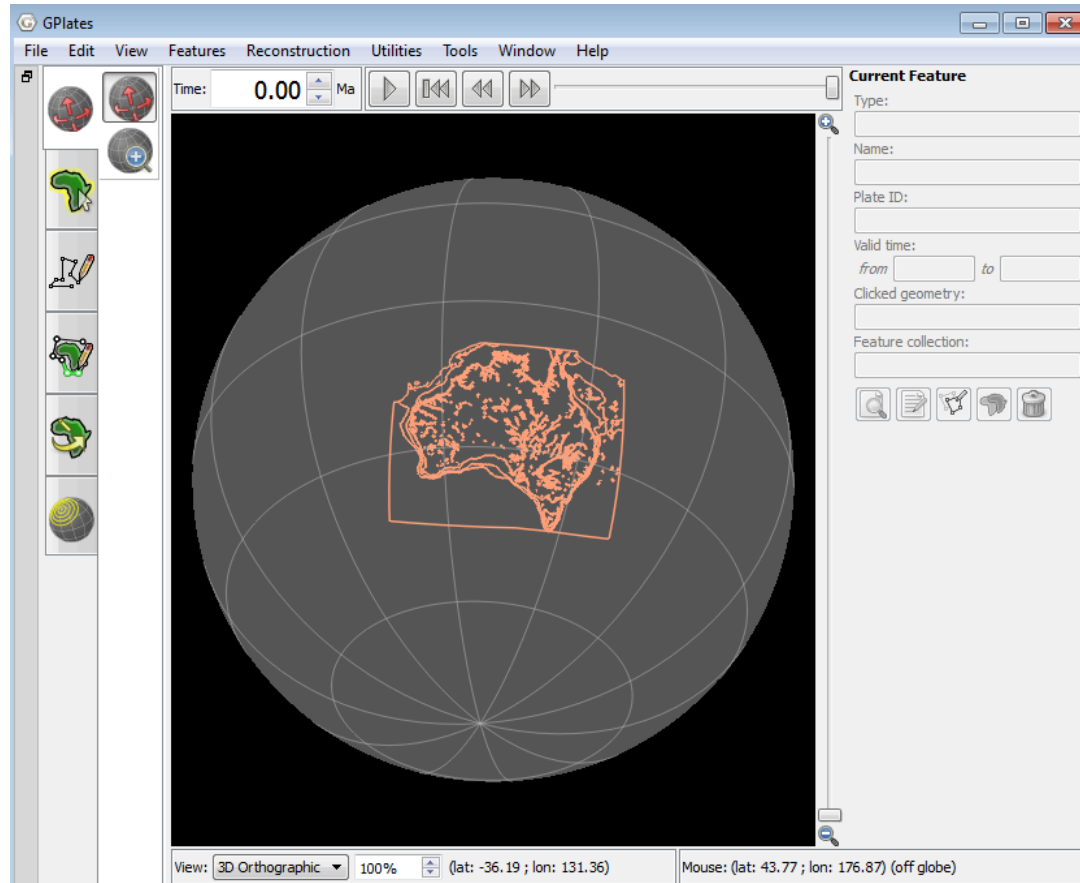 GPlates
File Edit View Features Reconstruction Utilities Tools Window Help
Time: 0.00 Ma
Current Feature
Type:
Name:
Plate ID:
Valid time:
from to
Clicked geometry:
Feature collection:
View: 3D Orthographic 100% (lat: -36.19 ; lon: 131.36) Mouse: (lat: 43.77 ; lon: 176.87) (off globe)